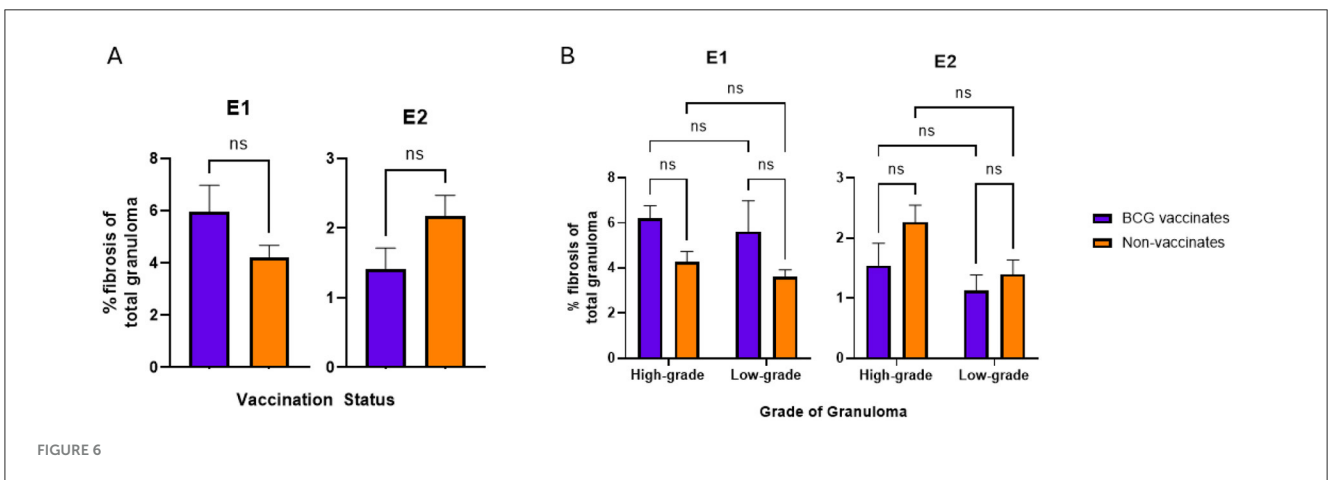 A
E1
E2
ns
ns
% fibrosis of
total granuloma
8
6
4
2
0
3
2
1
0
Vaccination Status
B
E1
E2
ns
ns
ns
ns
ns
ns
ns
ns
% fibrosis of
total granuloma
8
6
4
2
0
3
2
1
0
High-grade
Low-grade
High-grade
Low-grade
Grade of Granuloma
BCG vaccinates
Non-vaccinates
FIGURE 6